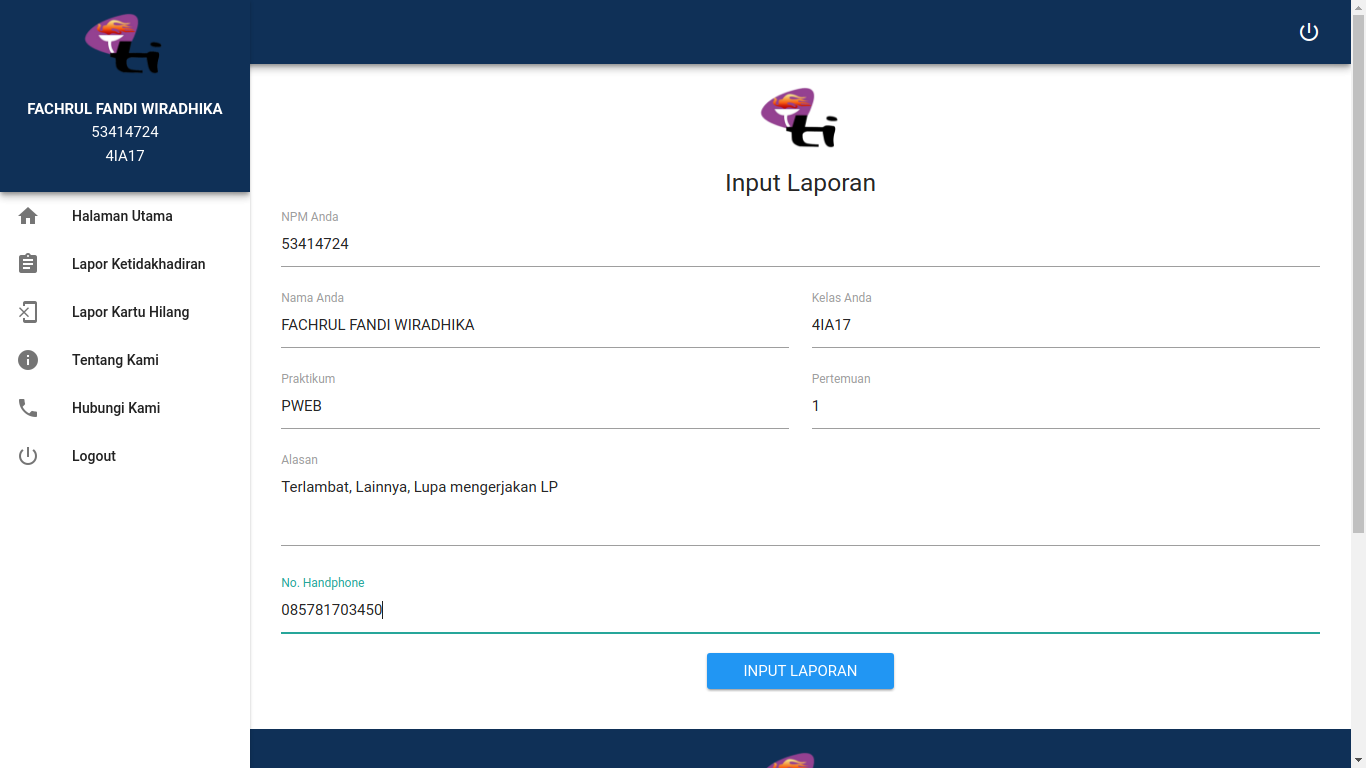 ti
FACHRUL FANDI WIRADHIKA
53414724
4IA17
Halaman Utama
Lapor Ketidakhadiran
Lapor Kartu Hilang
Tentang Kami
Hubungi Kami
Logout
ti
Input Laporan
NPM Anda
53414724
Nama Anda
FACHRUL FANDI WIRADHIKA
Kelas Anda
4IA17
Praktikum
PWEB
Pertemuan
1
Alasan
Terlambat, Lainnya, Lupa mengerjakan LP
No. Handphone
085781703450
INPUT LAPORAN